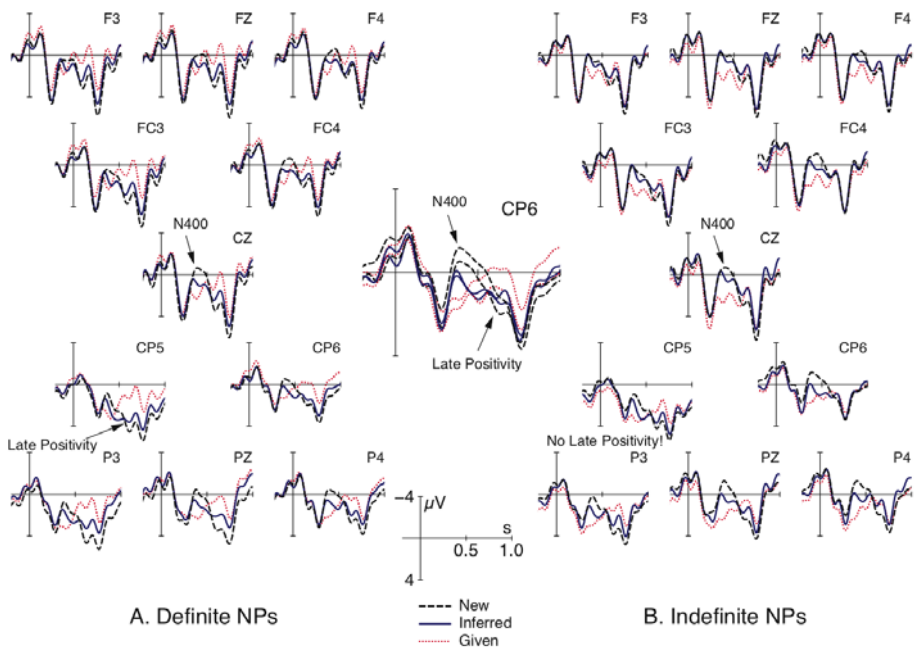 F3 FZ F4 F3 FZ F4
FC3 FC4 FC3 FC4
N400 CP6
N400 CZ N400 CZ
CP5 CP6 Late Positivity CP5 CP6
Late Positivity No Late Positivity!
P3 PZ P4 P3 PZ P4
−4 μV
s
0.5 1.0
4
A. Definite NPs B. Indefinite NPs
New
Inferred
Given